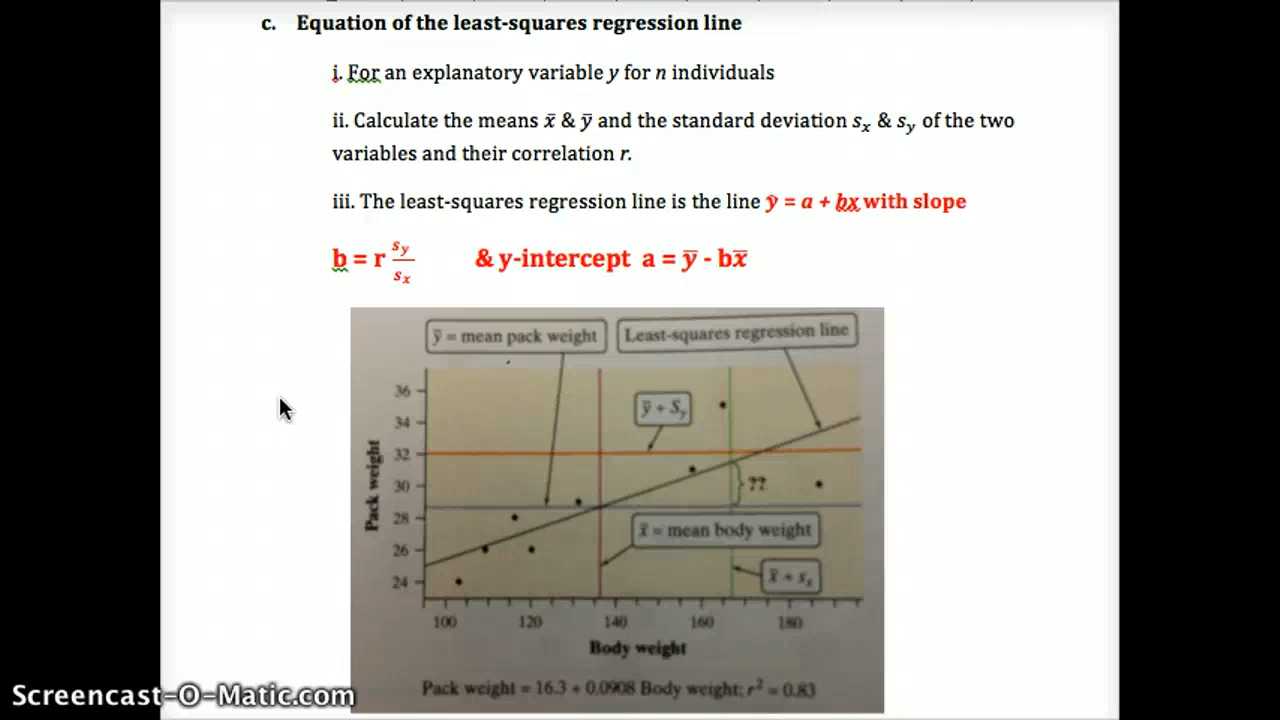 c. Equation of the least-squares regression line
i. For an explanatory variable y for n individuals
ii. Calculate the means x̄ & ȳ and the standard deviation sₓ & s_y of the two
variables and their correlation r.
iii. The least-squares regression line is the line ŷ = a + bx with slope
b = r s_y/sₓ & y-intercept a = ȳ - bx̄
ȳ = mean pack weight
Least-squares regression line
36
ȳ + S_y
34
32
30
??
28
x̄ = mean body weight
26
x̄ + sₓ
24
Pack weight
100 120 140 160 180
Body weight
Pack weight = 16.3 + 0.0908 Body weight; r² = 0.83
Screencast-O-Matic.com